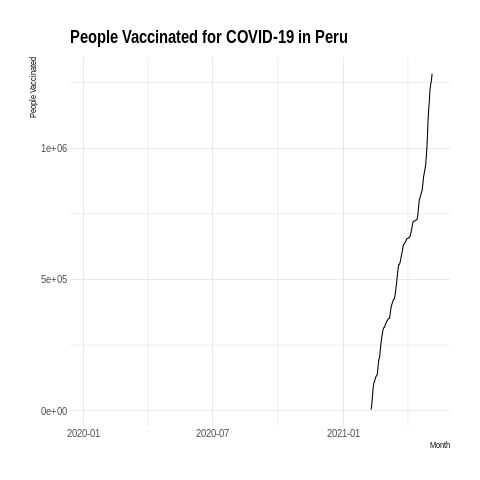 People Vaccinated for COVID-19 in Peru
People Vaccinated
1e+06
5e+05
0e+00
2020-01 2020-07 2021-01
Month